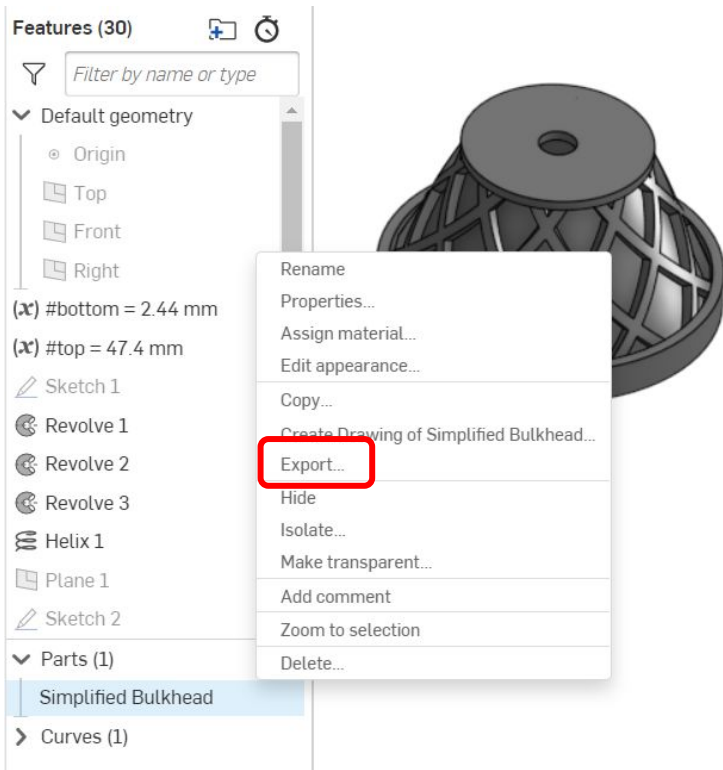 Features (30)
Filter by name or type
Default geometry
Origin
Top
Front
Right
(x) #bottom = 2.44 mm
(x) #top = 47.4 mm
Sketch 1
Revolve 1
Revolve 2
Revolve 3
Helix 1
Plane 1
Sketch 2
Parts (1)
Simplified Bulkhead
Curves (1)
Rename
Properties...
Assign material...
Edit appearance...
Copy...
Create Drawing of Simplified Bulkhead...
Export...
Hide
Isolate...
Make transparent...
Add comment
Zoom to selection
Delete...